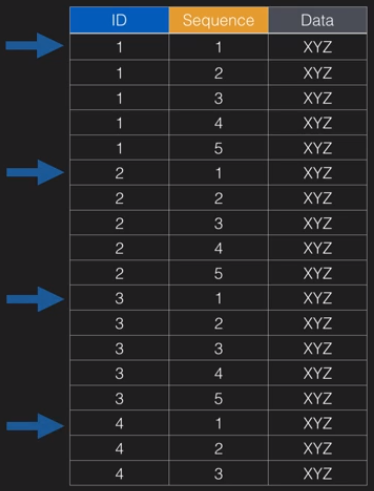 ID Sequence Data
1 1 XYZ
1 2 XYZ
1 3 XYZ
1 4 XYZ
1 5 XYZ
2 1 XYZ
2 2 XYZ
2 3 XYZ
2 4 XYZ
2 5 XYZ
3 1 XYZ
3 2 XYZ
3 3 XYZ
3 4 XYZ
3 5 XYZ
4 1 XYZ
4 2 XYZ
4 3 XYZ